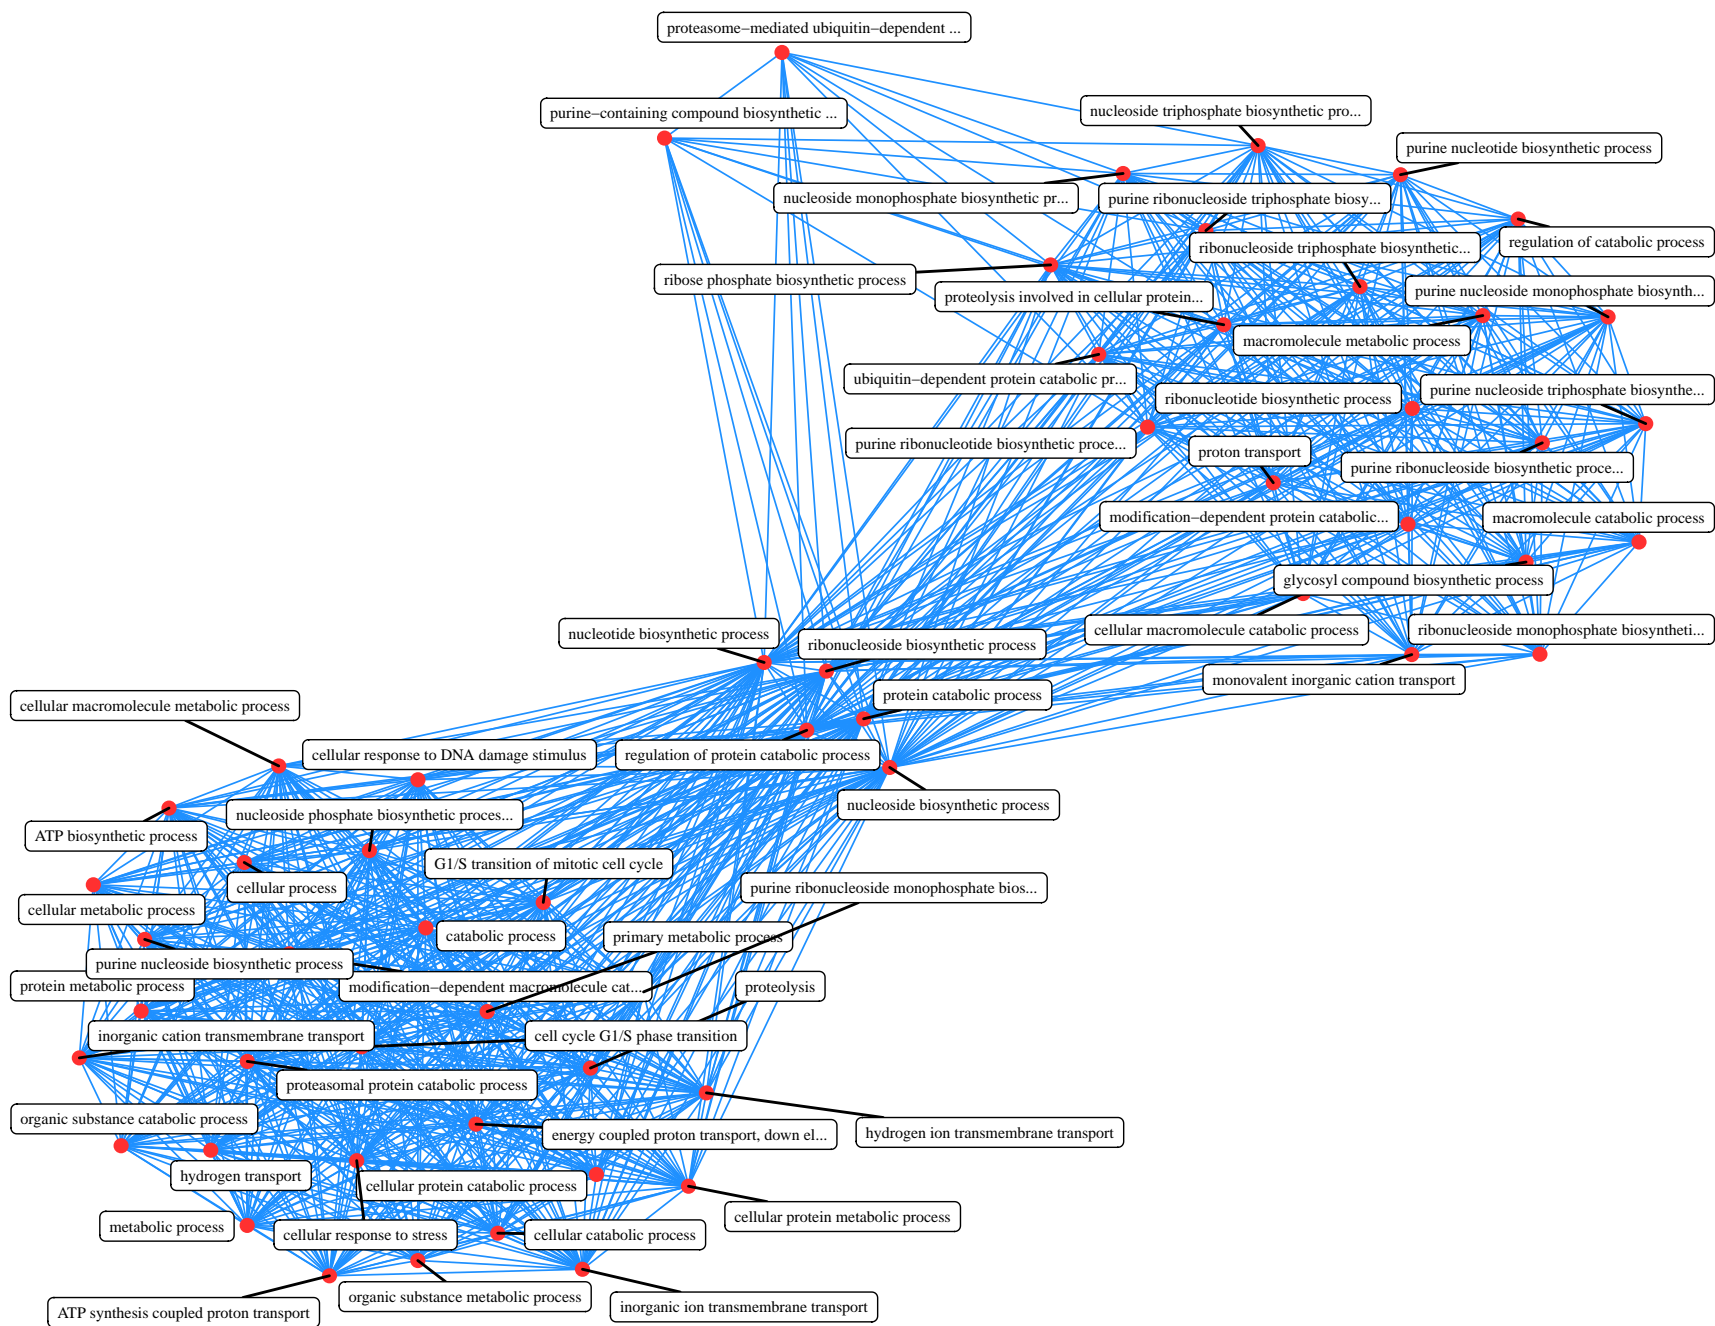 proteasome−mediated ubiquitin−dependent ...
purine−containing compound biosynthetic ...
nucleoside triphosphate biosynthetic pro...
purine nucleotide biosynthetic process
nucleoside monophosphate biosynthetic pr...
purine ribonucleoside triphosphate biosy...
regulation of catabolic process
ribonucleoside triphosphate biosynthetic...
ribose phosphate biosynthetic process
proteolysis involved in cellular protein...
purine nucleoside monophosphate biosynth...
macromolecule metabolic process
ubiquitin−dependent protein catabolic pr...
purine nucleoside triphosphate biosynthe...
ribonucleotide biosynthetic process
purine ribonucleotide biosynthetic proce...
proton transport
purine ribonucleoside biosynthetic proce...
modification−dependent protein catabolic...
macromolecule catabolic process
glycosyl compound biosynthetic process
nucleotide biosynthetic process
ribonucleoside biosynthetic process
cellular macromolecule catabolic process
ribonucleoside monophosphate biosyntheti...
monovalent inorganic cation transport
protein catabolic process
cellular macromolecule metabolic process
cellular response to DNA damage stimulus
regulation of protein catabolic process
nucleoside biosynthetic process
nucleoside phosphate biosynthetic proces...
ATP biosynthetic process
G1/S transition of mitotic cell cycle
cellular process
purine ribonucleoside monophosphate bios...
cellular metabolic process
catabolic process
primary metabolic process
purine nucleoside biosynthetic process
protein metabolic process
modification−dependent macromolecule cat...
proteolysis
inorganic cation transmembrane transport
cell cycle G1/S phase transition
proteasomal protein catabolic process
organic substance catabolic process
energy coupled proton transport, down el...
hydrogen ion transmembrane transport
hydrogen transport
cellular protein catabolic process
cellular protein metabolic process
metabolic process
cellular response to stress
cellular catabolic process
organic substance metabolic process
inorganic ion transmembrane transport
ATP synthesis coupled proton transport